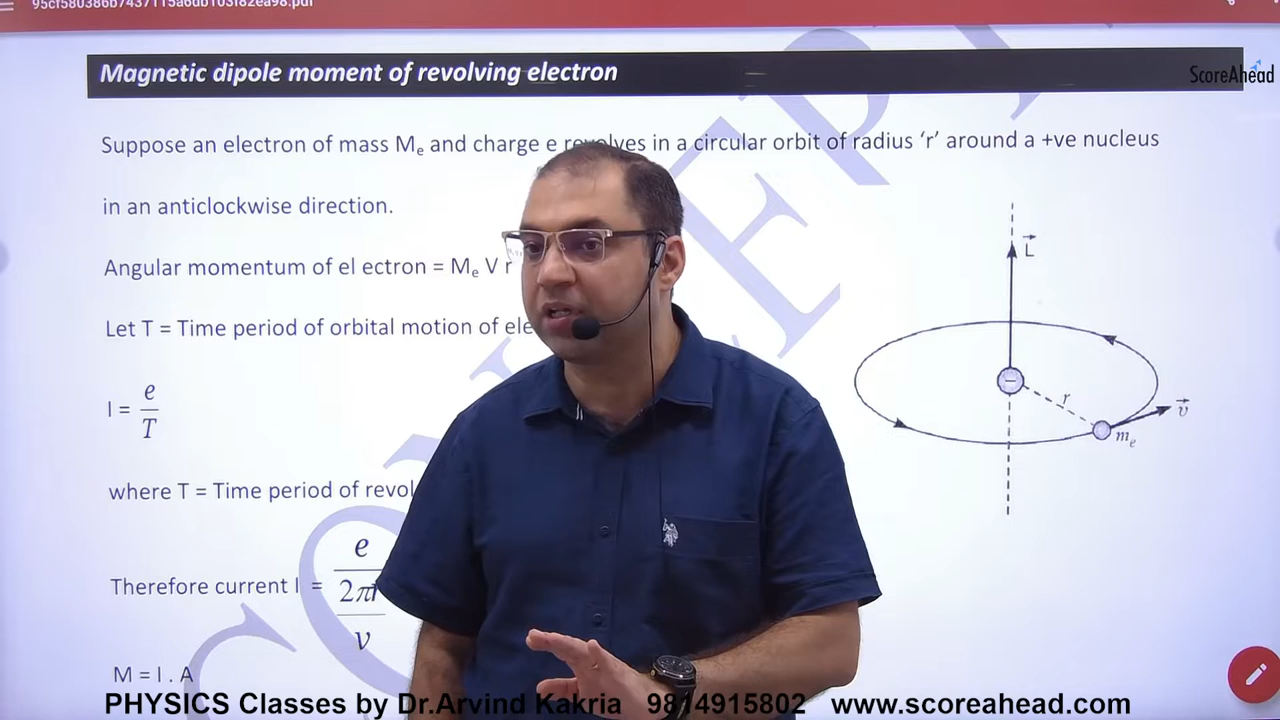 95cf580386b7437115a6db103f82ea98.pdf
Magnetic dipole moment of revolving electron
ScoreAhead
Suppose an electron of mass Me and charge e revolves in a circular orbit of radius ‘r’ around a +ve nucleus
in an anticlockwise direction.
Angular momentum of el ectron = Me V r
Let T = Time period of orbital motion of ele
I = e/T
where T = Time period of revol
Therefore current I = e/(2πr/v)
M = I . A
L
r
v
me
PHYSICS Classes by Dr.Arvind Kakria 9814915802 www.scoreahead.com